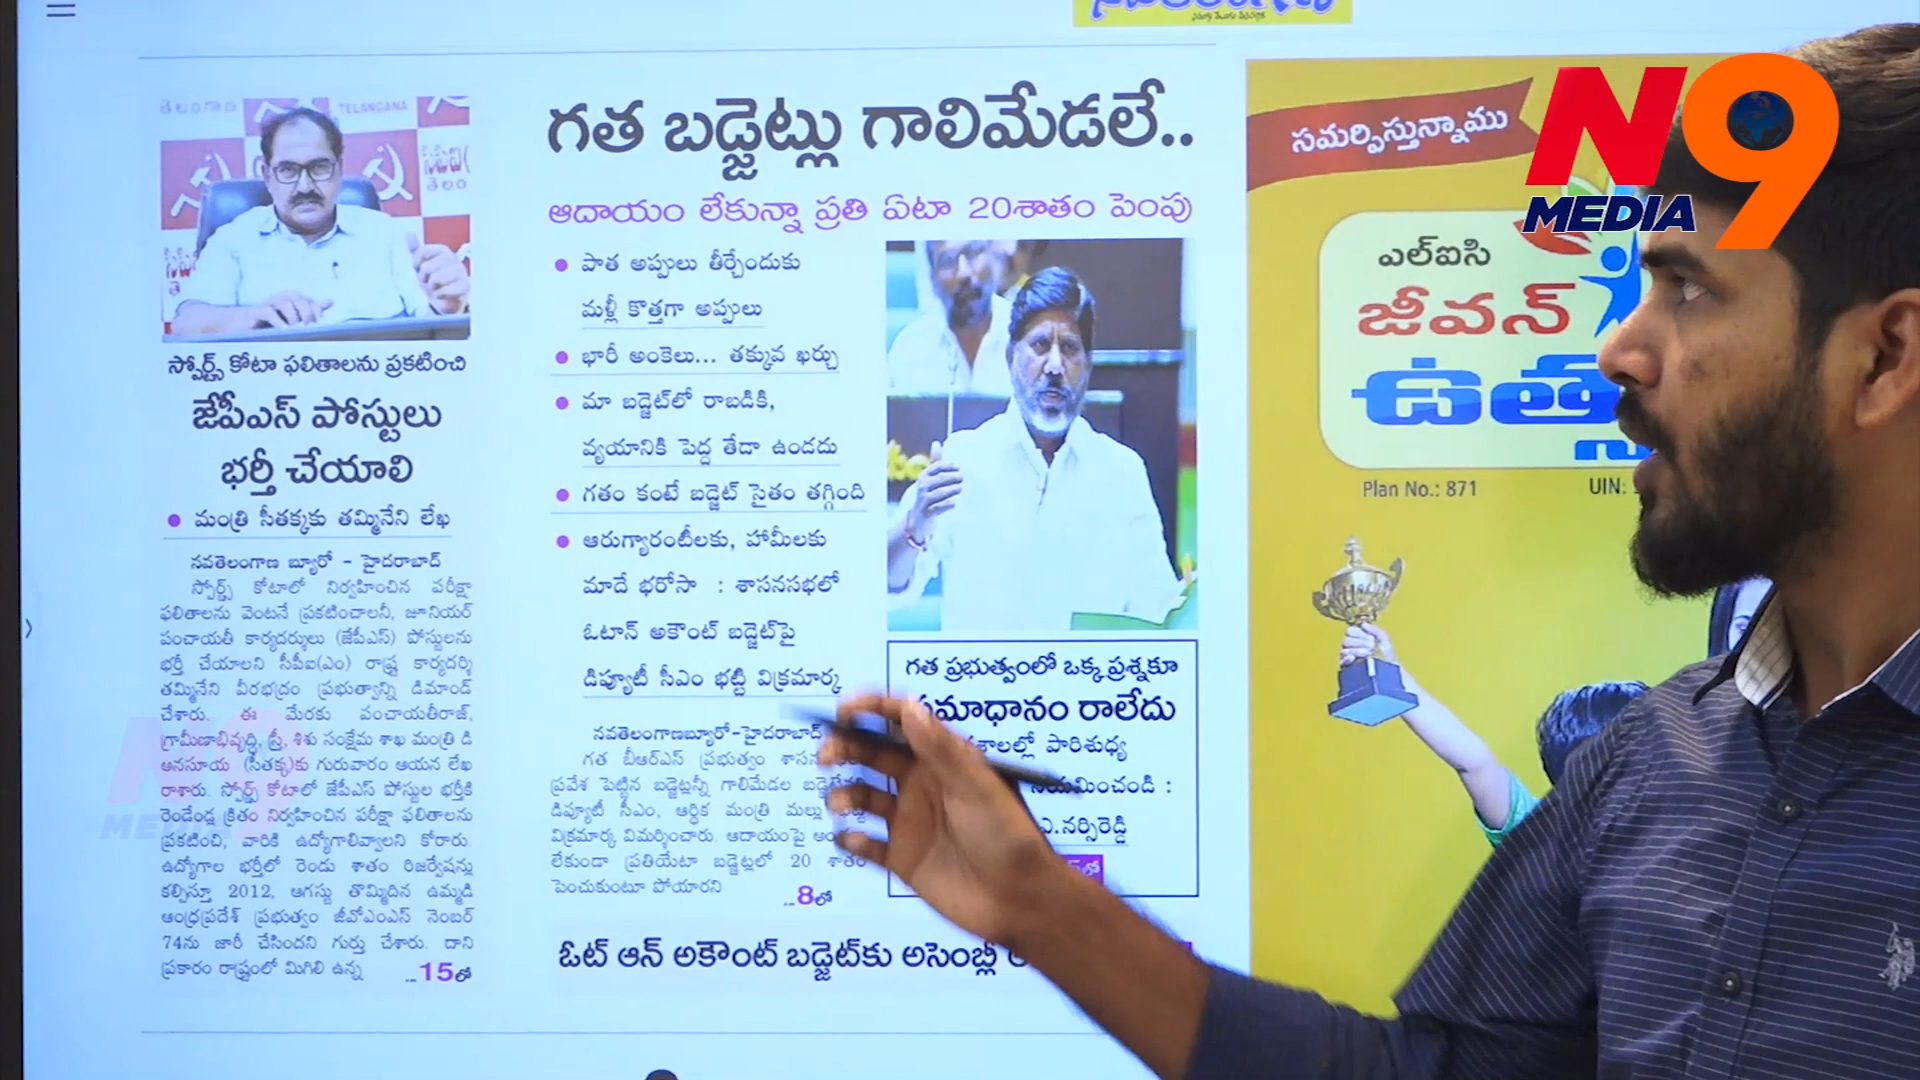 తెలంగాణ
TELANGANA
స్పోర్ట్స్ కోటా ఫలితాలను ప్రకటించి
జేపీఎస్ పోస్టులు
భర్తీ చేయాలి
● మంత్రి సీతక్కకు తమ్మినేని లేఖ
నవతెలంగాణ బ్యూరో - హైదరాబాద్
స్పోర్ట్స్ కోటాలో నిర్వహించిన పరీక్షా
ఫలితాలను వెంటనే ప్రకటించాలనీ, జూనియర్
పంచాయతీ కార్యదర్శులు (జేపీఎస్) పోస్టులను
భర్తీ చేయాలని సీపీఐ(ఎం) రాష్ట్ర కార్యదర్శి
తమ్మినేని వీరభద్రం ప్రభుత్వాన్ని డిమాండ్
చేశారు. ఈ మేరకు పంచాయతీరాజ్,
గ్రామీణాభివృద్ధి, స్త్రీ, శిశు సంక్షేమ శాఖ మంత్రి డి
అనసూయ (సీతక్క)కు గురువారం ఆయన లేఖ
రాశారు. స్పోర్ట్స్ కోటాలో జేపీఎస్ పోస్టుల భర్తీకి
రెండేండ్ల క్రితం నిర్వహించిన పరీక్షా ఫలితాలను
ప్రకటించి, వారికి ఉద్యోగాలివ్వాలని కోరారు.
ఉద్యోగాల భర్తీలో రెండు శాతం రిజర్వేషన్లు
కల్పిస్తూ 2012, ఆగస్టు తొమ్మిదిన ఉమ్మడి
ఆంధ్రప్రదేశ్ ప్రభుత్వం జీవోఎంఎస్ నెంబర్
74ను జారీ చేసిందని గుర్తు చేశారు. దాని
ప్రకారం రాష్ట్రంలో మిగిలి ఉన్న ...15లో
గత బడ్జెట్లు గాలిమేడలే..
ఆదాయం లేకున్నా ప్రతి ఏటా 20శాతం పెంపు
● పాత అప్పులు తీర్చేందుకు
మళ్లీ కొత్తగా అప్పులు
● భారీ అంకెలు... తక్కువ ఖర్చు
● మా బడ్జెట్‌లో రాబడికి,
వ్యయానికి పెద్ద తేడా ఉండదు
● గతం కంటే బడ్జెట్ సైతం తగ్గింది
● ఆరుగ్యారంటీలకు, హామీలకు
మాదే భరోసా : శాసనసభలో
ఓటాన్ అకౌంట్ బడ్జెట్‌పై
డిప్యూటీ సీఎం భట్టి విక్రమార్క
నవతెలంగాణబ్యూరో-హైదరాబాద్
గత బీఆర్ఎస్ ప్రభుత్వం
ప్రవేశ పెట్టిన బడ్జెట్లన్నీ గాలిమేడల
డిప్యూటీ సీఎం, ఆర్థిక మంత్రి మల్లు
విక్రమార్క విమర్శించారు. ఆదాయంపై
లేకుండా ప్రతియేటా బడ్జెట్లలో 20 శాతం
పెంచుకుంటూ పోయారని
...8లో
గత ప్రభుత్వంలో ఒక్క ప్రశ్నకూ
సమాధానం రాలేదు
పారిశుధ్య
నియమించండి :
ఎ.నర్సిరెడ్డి
ఓట్ ఆన్ అకౌంట్ బడ్జెట్‌కు అసెంబ్లీ
సమర్పిస్తున్నాము
ఎల్ఐసి
జీవన్
Plan No.: 871
UIN:
N9
MEDIA